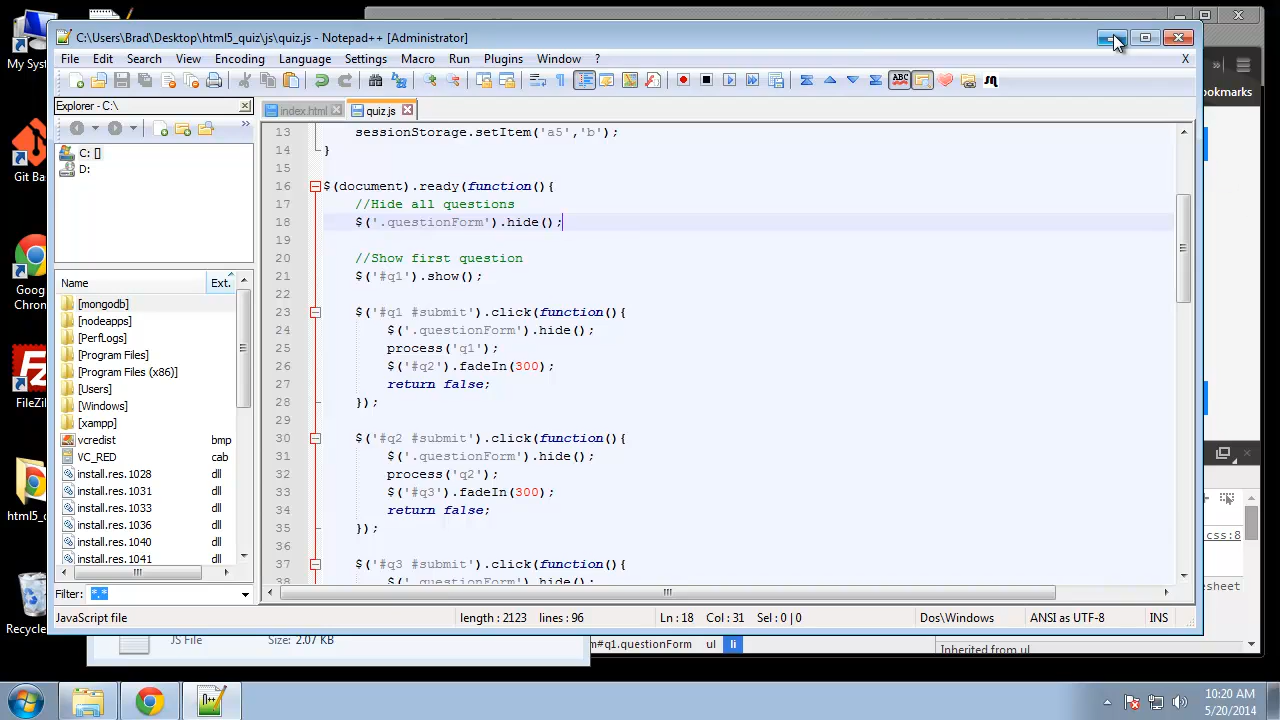 My Sys
C:\Users\Brad\Desktop\html5_quiz\js\quiz.js - Notepad++ [Administrator]
File Edit Search View Encoding Language Settings Macro Run Plugins Window ? X
Explorer - C:\
index.html quiz.js
ookmarks
C: []
D:
Git Ba
Goog
Chron
FileZil
html5_q
Recycle
Name Ext.
[mongodb]
[nodeapps]
[PerfLogs]
[Program Files]
[Program Files (x86)]
[Users]
[Windows]
[xampp]
vcredist bmp
VC_RED cab
install.res.1028 dll
install.res.1031 dll
install.res.1033 dll
install.res.1036 dll
install.res.1040 dll
install.res.1041 dll
Filter: *.*
13 sessionStorage.setItem('a5','b');
14 }
15
16 $(document).ready(function(){
17 //Hide all questions
18 $('.questionForm').hide();
19
20 //Show first question
21 $('#q1').show();
22
23 $('#q1 #submit').click(function(){
24 $('.questionForm').hide();
25 process('q1');
26 $('#q2').fadeIn(300);
27 return false;
28 });
29
30 $('#q2 #submit').click(function(){
31 $('.questionForm').hide();
32 process('q2');
33 $('#q3').fadeIn(300);
34 return false;
35 });
36
37 $('#q3 #submit').click(function(){
38 $('.questionForm').hide();
css:8
esheet
JavaScript file length : 2123 lines : 96 Ln : 18 Col : 31 Sel : 0 | 0 Dos\Windows ANSI as UTF-8 INS
JS File Size: 2.07 KB
m#q1.questionForm ul li
Inherited from ul
10:20 AM
5/20/2014